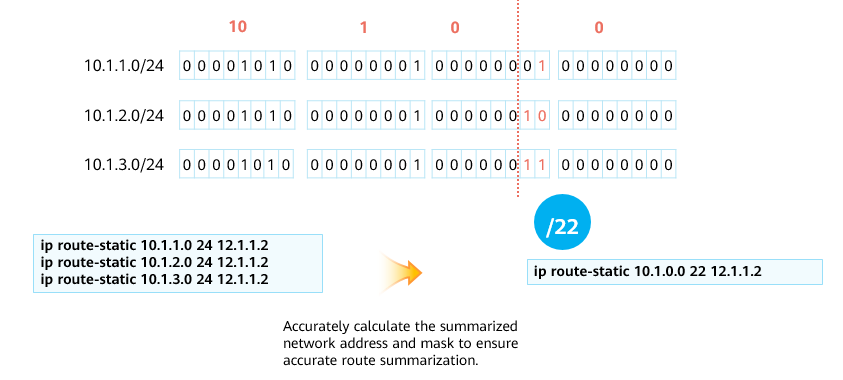 10 1 0 0
10.1.1.0/24 0 0 0 0 1 0 1 0 0 0 0 0 0 0 0 1 0 0 0 0 0 0 0 1 0 0 0 0 0 0 0 0
10.1.2.0/24 0 0 0 0 1 0 1 0 0 0 0 0 0 0 0 1 0 0 0 0 0 0 1 0 0 0 0 0 0 0 0 0
10.1.3.0/24 0 0 0 0 1 0 1 0 0 0 0 0 0 0 0 1 0 0 0 0 0 0 1 1 0 0 0 0 0 0 0 0
/22
ip route-static 10.1.1.0 24 12.1.1.2
ip route-static 10.1.2.0 24 12.1.1.2
ip route-static 10.1.3.0 24 12.1.1.2
ip route-static 10.1.0.0 22 12.1.1.2
Accurately calculate the summarized
network address and mask to ensure
accurate route summarization.